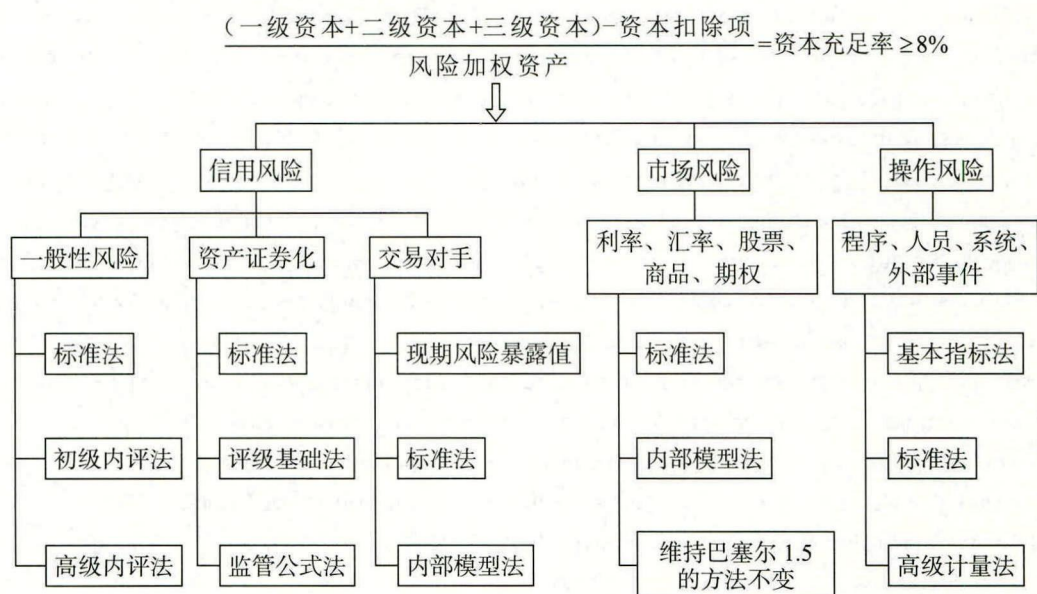 (一级资本+二级资本+三级资本)-资本扣除项
风险加权资产
=资本充足率≥8%
信用风险
市场风险
操作风险
一般性风险
资产证券化
交易对手
利率、汇率、股票、
商品、期权
程序、人员、系统、
外部事件
标准法
标准法
现期风险暴露值
标准法
基本指标法
初级内评法
评级基础法
标准法
内部模型法
标准法
高级内评法
监管公式法
内部模型法
维持巴塞尔 1.5
的方法不变
高级计量法